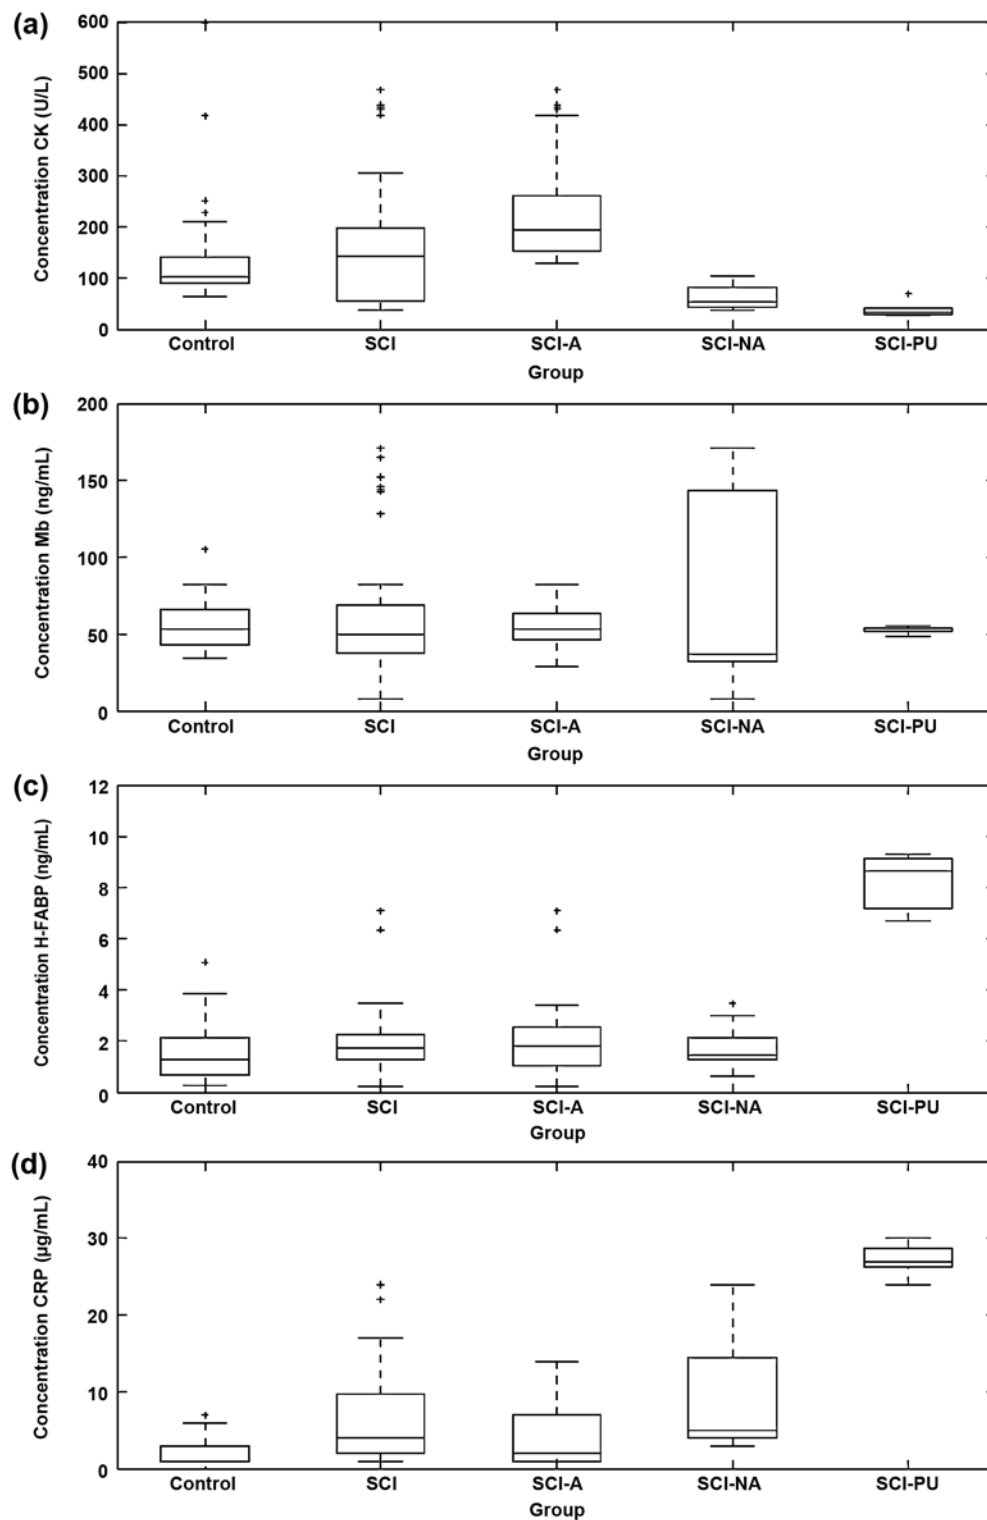 (a)
Concentration CK (U/L)
600
500
400
300
200
100
0
Control SCI SCI-A SCI-NA SCI-PU
Group
(b)
Concentration Mb (ng/mL)
200
150
100
50
0
Control SCI SCI-A SCI-NA SCI-PU
Group
(c)
Concentration H-FABP (ng/mL)
12
10
8
6
4
2
0
Control SCI SCI-A SCI-NA SCI-PU
Group
(d)
Concentration CRP (µg/mL)
40
30
20
10
0
Control SCI SCI-A SCI-NA SCI-PU
Group